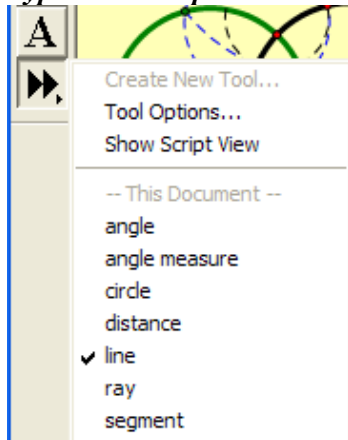 A
Create New Tool...
Tool Options...
Show Script View
-- This Document --
angle
angle measure
circle
distance
line
ray
segment